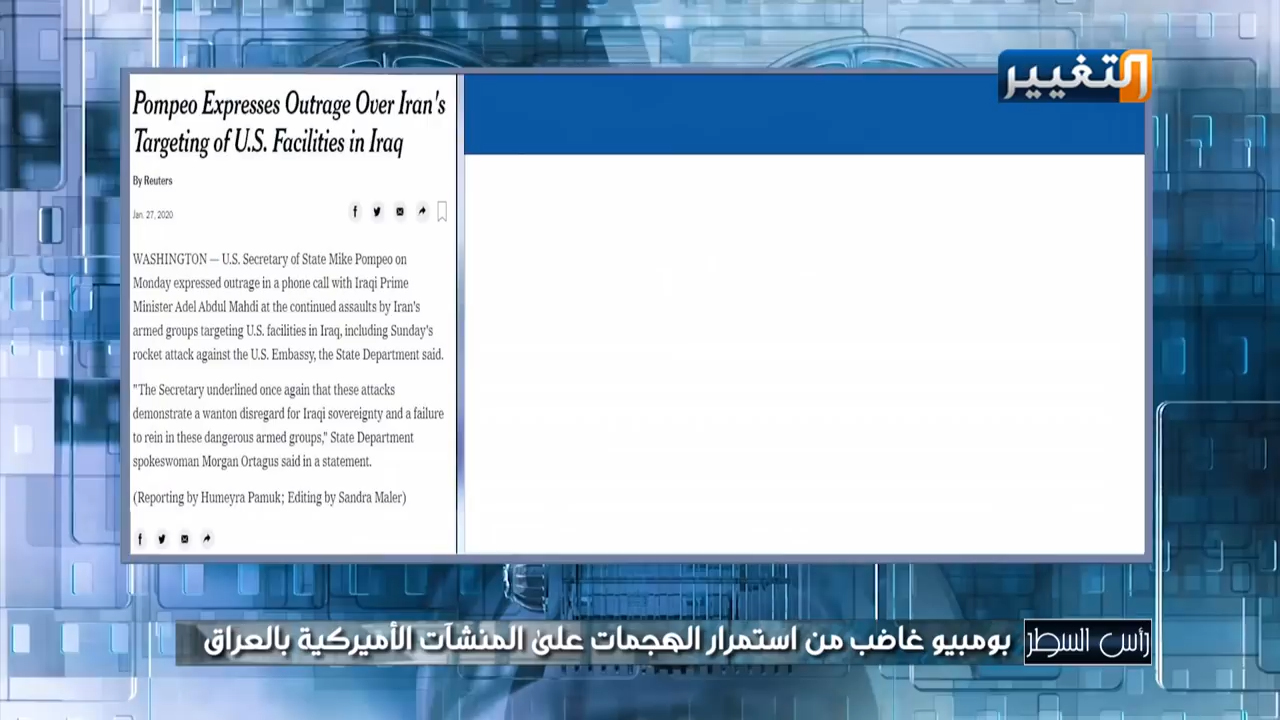 التغيير
Pompeo Expresses Outrage Over Iran's
Targeting of U.S. Facilities in Iraq
By Reuters
Jan. 27, 2020
WASHINGTON — U.S. Secretary of State Mike Pompeo on
Monday expressed outrage in a phone call with Iraqi Prime
Minister Adel Abdul Mahdi at the continued assaults by Iran's
armed groups targeting U.S. facilities in Iraq, including Sunday's
rocket attack against the U.S. Embassy, the State Department said.
"The Secretary underlined once again that these attacks
demonstrate a wanton disregard for Iraqi sovereignty and a failure
to rein in these dangerous armed groups," State Department
spokeswoman Morgan Ortagus said in a statement.
(Reporting by Humeyra Pamuk; Editing by Sandra Maler)
رأس السطر
بومبيو غاضب من استمرار الهجمات على المنشآت الأميركية بالعراق